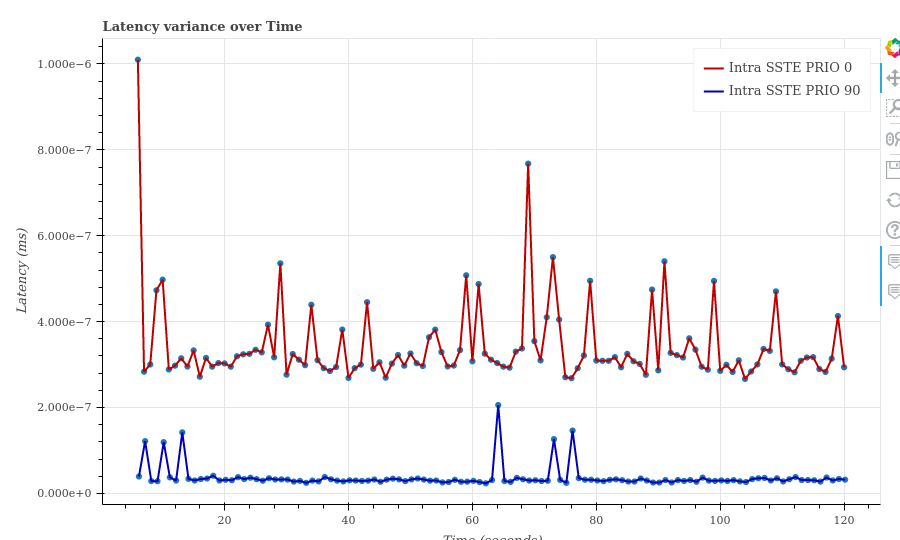 Latency variance over Time
Intra SSTE PRIO 0
Intra SSTE PRIO 90
Latency (ms)
1.000e-6
8.000e-7
6.000e-7
4.000e-7
2.000e-7
0.000e+0
20 40 60 80 100 120
Time (seconds)